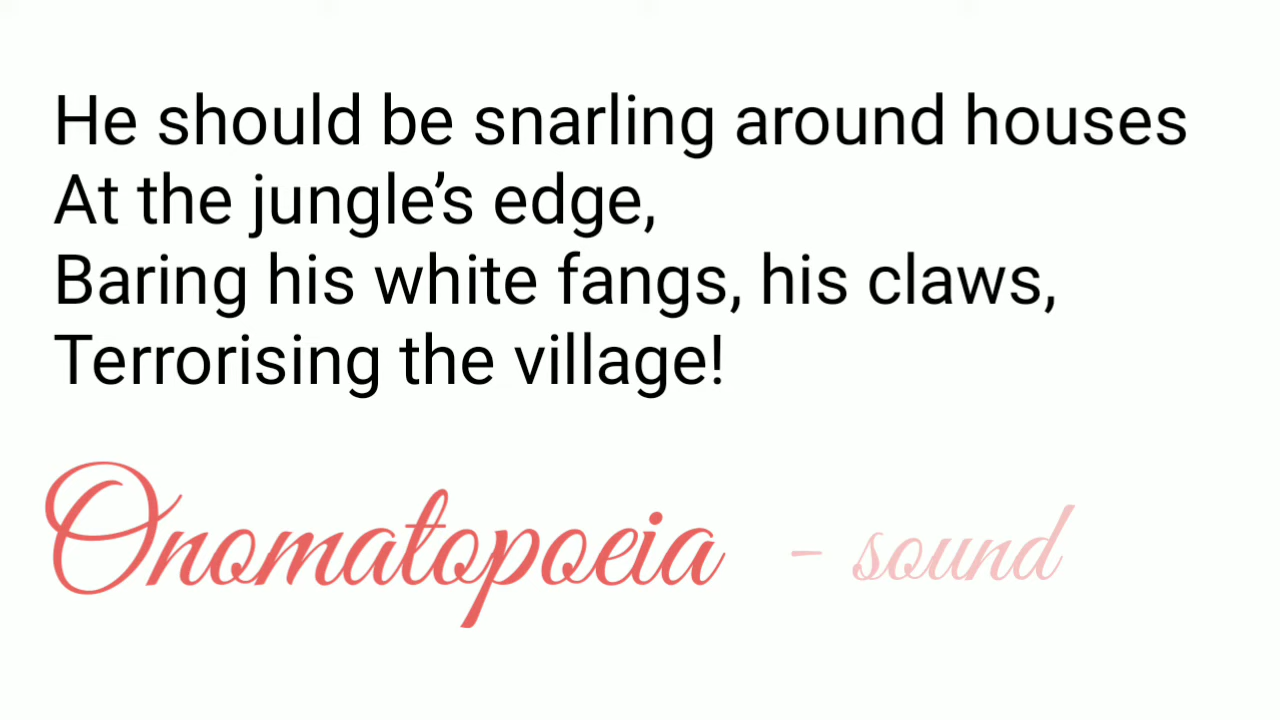 He should be snarling around houses
At the jungle’s edge,
Baring his white fangs, his claws,
Terrorising the village!
Onomatopoeia - sound